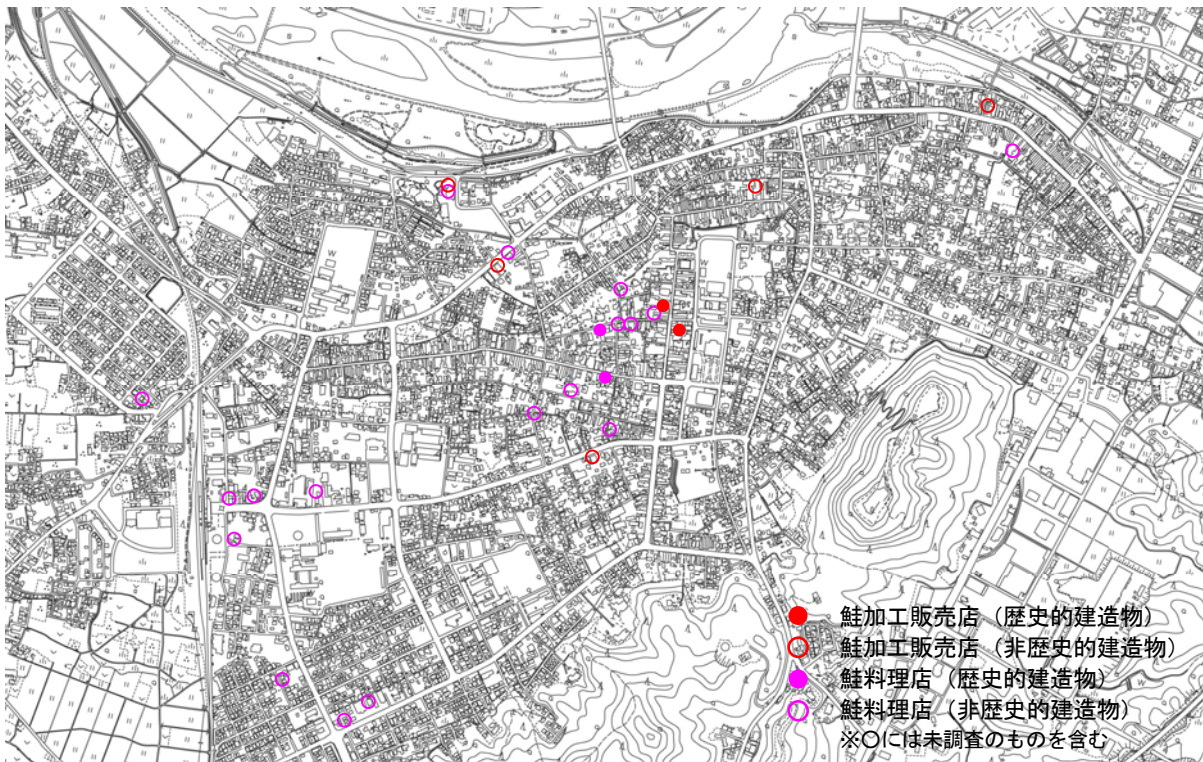 鮭加工販売店（歴史的建造物）
鮭加工販売店（非歴史的建造物）
鮭料理店（歴史的建造物）
鮭料理店（非歴史的建造物）
※○には未調査のものを含む
W
W
W
W